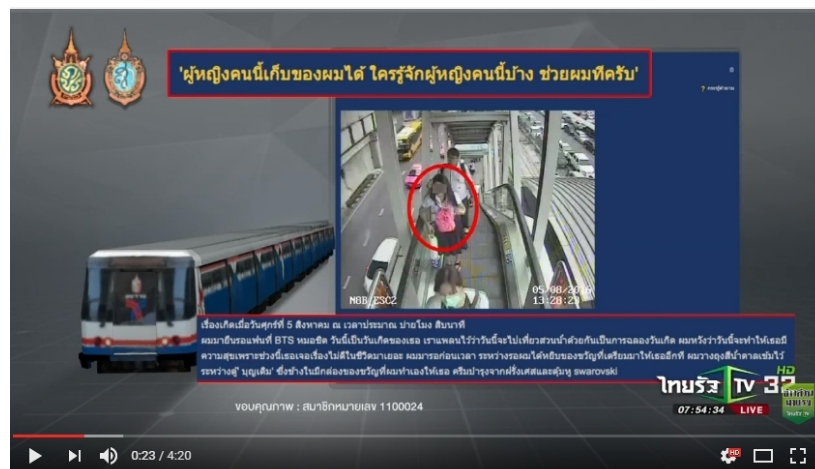 'ผู้หญิงคนนี้เก็บของผมได้ ใครรู้จักผู้หญิงคนนี้บ้าง ช่วยผมทีครับ'
NBB/ESC2
05/08/2016
13:28:23
เรื่องเกิดเมื่อวันศุกร์ที่ 5 สิงหาคม ณ เวลาประมาณ บ่ายโมง สิบนาที
ผมมายืนรอแฟนที่ BTS หมอชิต วันนี้เป็นวันเกิดของเธอ เราแพลนไว้ว่าวันนี้จะไปเที่ยวสวนน้ำด้วยกันเป็นการฉลองวันเกิด ผมหวังว่าวันนี้จะทำให้เธอมี
ความสุขเพราะช่วงนี้เธอเจอเรื่องไม่ดีในชีวิตมาเยอะ ผมมารอก่อนเวลา ระหว่างรอผมได้หยิบของขวัญที่เตรียมมาให้เธออีกที ผมวางถุงสีน้ำตาลเข้มไว้
ระหว่างตู้' บุญเติม' ซึ่งข้างในมีกล่องของขวัญที่ผมทำเองให้เธอ ครีมบำรุงจากฝรั่งเศสและตุ้มหู swarovski
ขอบคุณภาพ : สมาชิกหมายเลข 1100024
ไทยรัฐ TV 32 HD
07:54:34 LIVE
0:23 / 4:20
HD